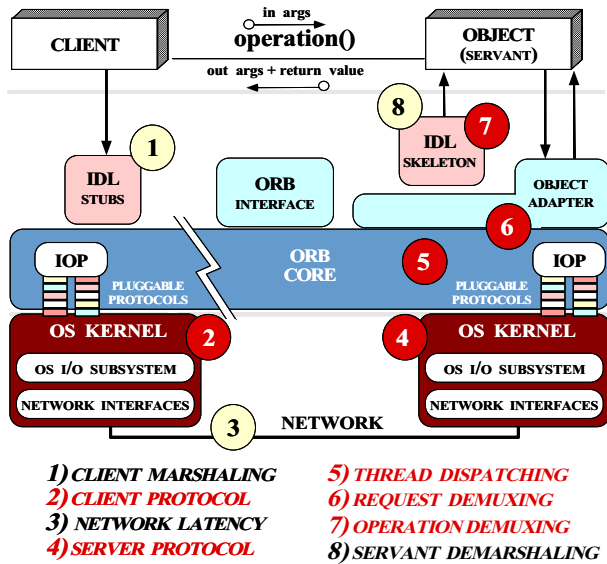 in args
CLIENT
operation()
OBJECT
(SERVANT)
out args + return value
8
1
7
IDL
SKELETON
IDL
STUBS
ORB
INTERFACE
OBJECT
ADAPTER
6
IOP
ORB
CORE
5
IOP
PLUGGABLE
PROTOCOLS
PLUGGABLE
PROTOCOLS
OS KERNEL
2
4
OS KERNEL
OS I/O SUBSYSTEM
OS I/O SUBSYSTEM
NETWORK INTERFACES
NETWORK INTERFACES
3
NETWORK
1) CLIENT MARSHALING
2) CLIENT PROTOCOL
3) NETWORK LATENCY
4) SERVER PROTOCOL
5) THREAD DISPATCHING
6) REQUEST DEMUXING
7) OPERATION DEMUXING
8) SERVANT DEMARSHALING